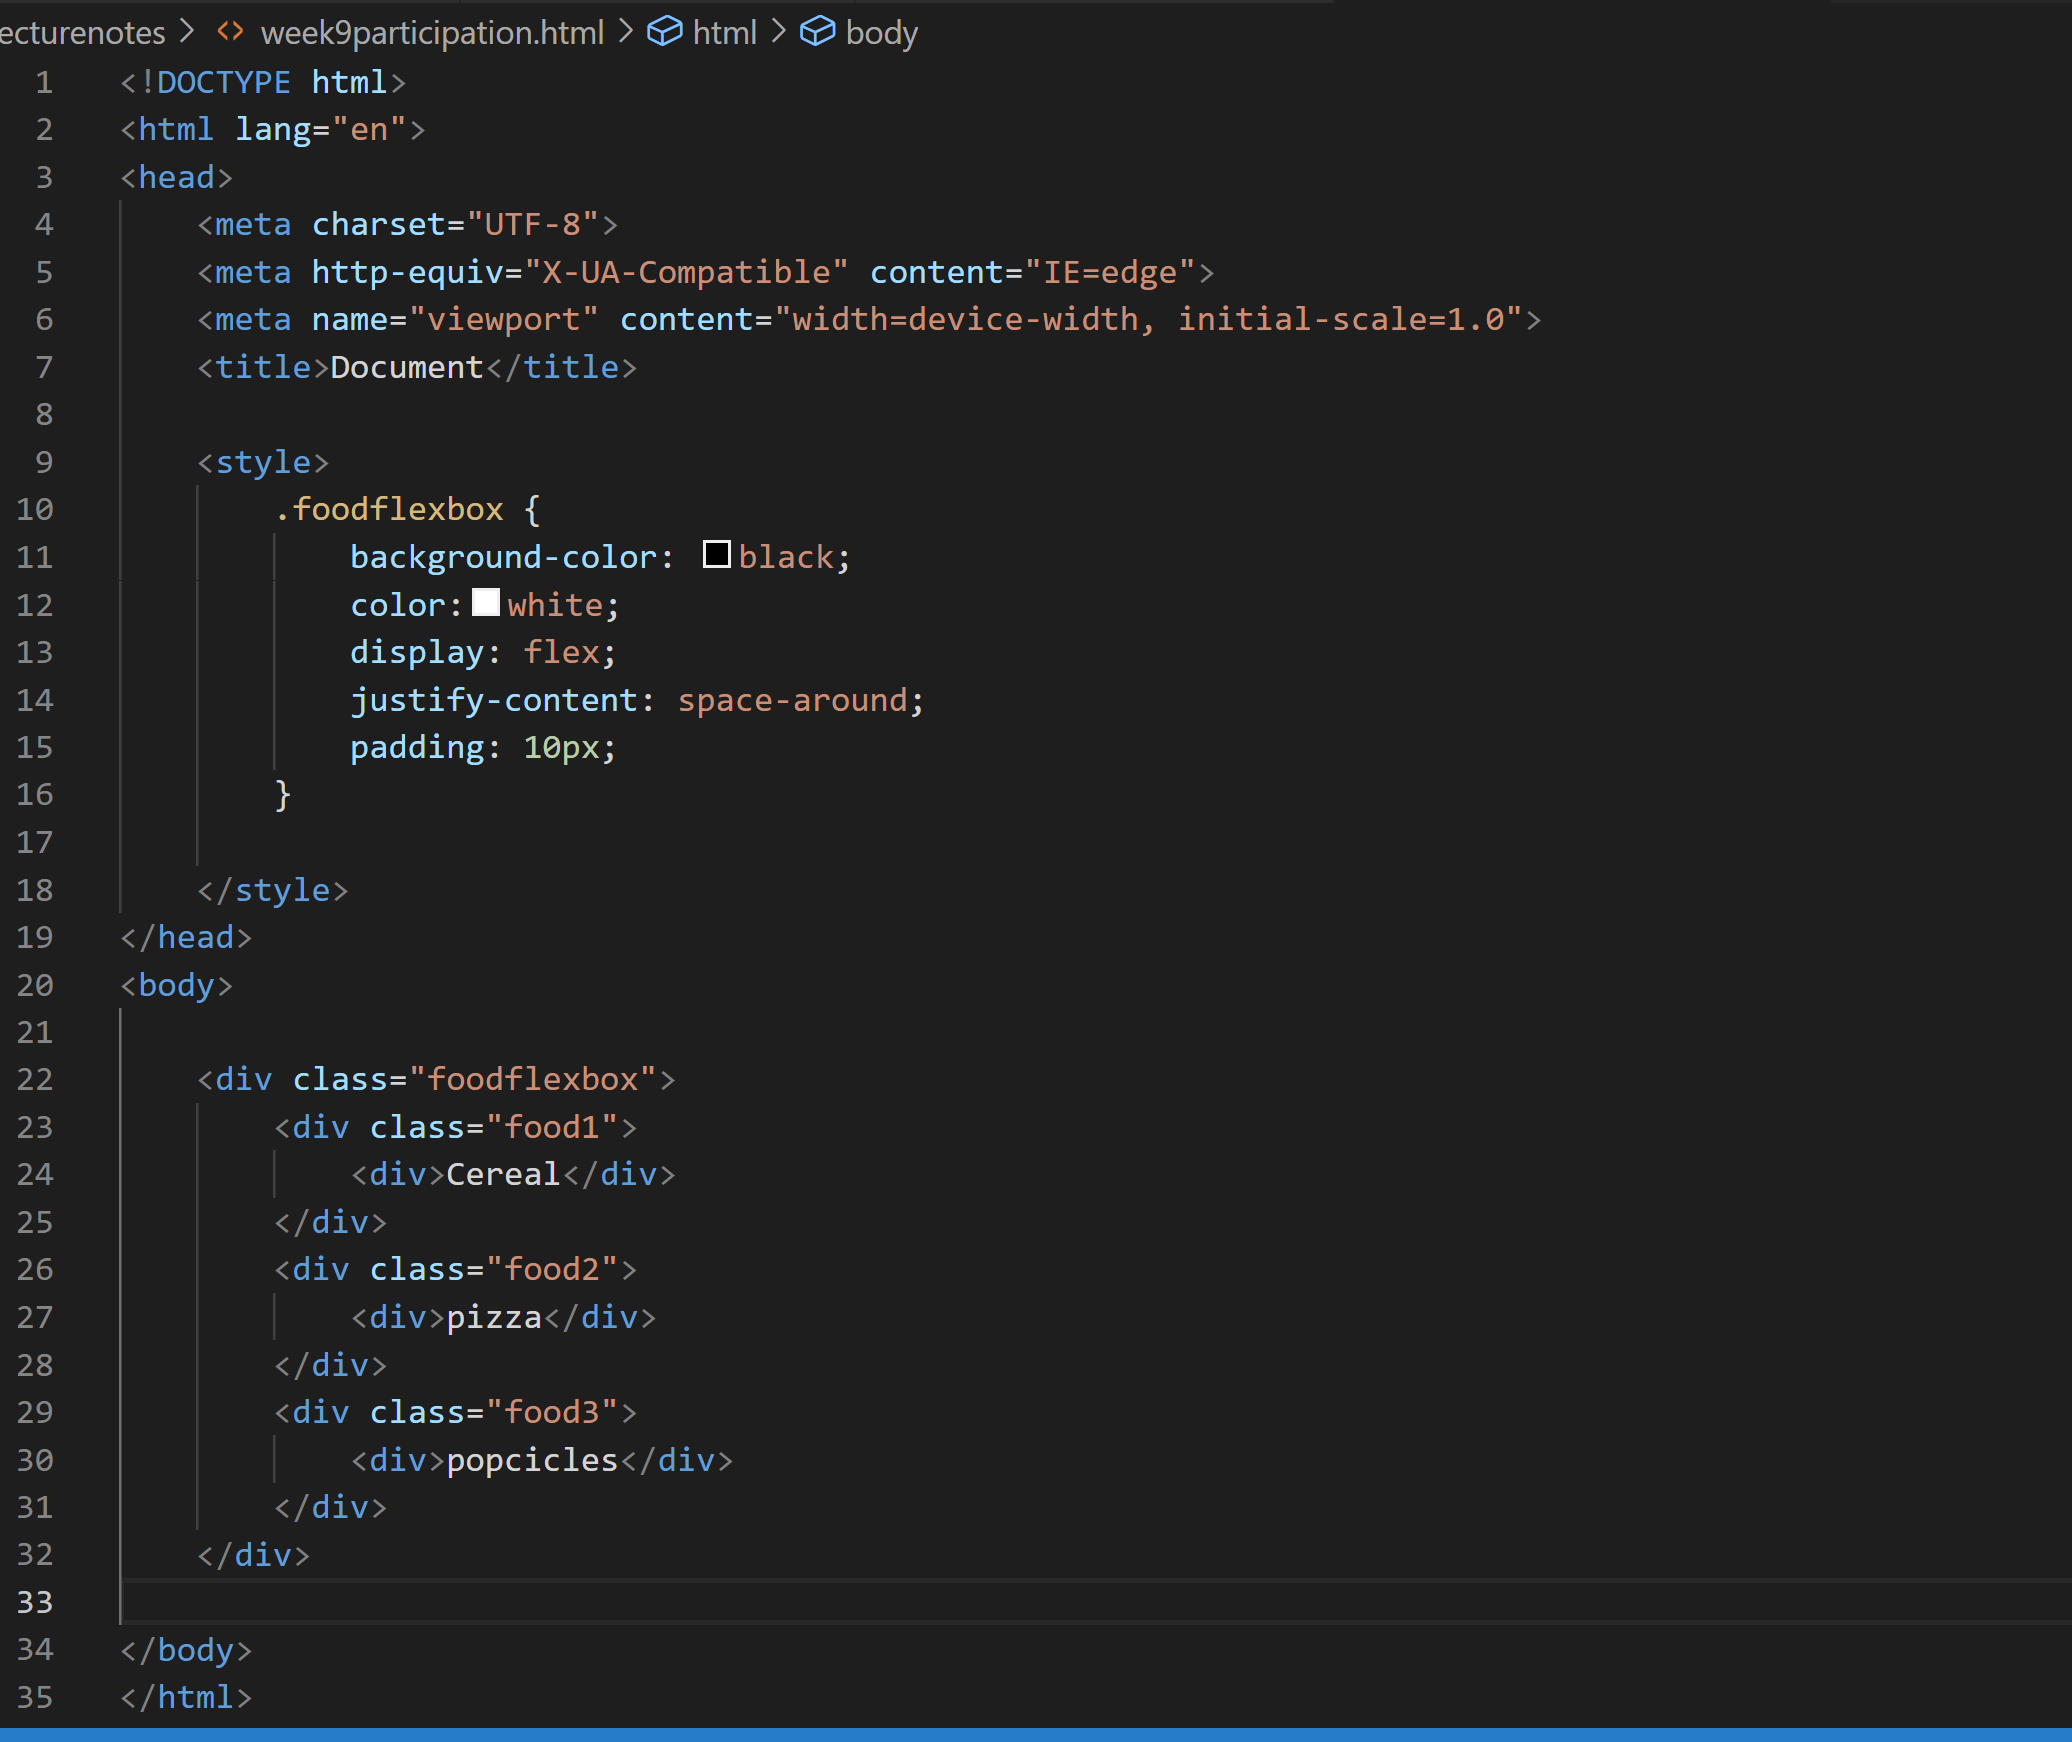 ecturenotes > <> week9participation.html > html > body
1 <!DOCTYPE html>
2 <html lang="en">
3 <head>
4     <meta charset="UTF-8">
5     <meta http-equiv="X-UA-Compatible" content="IE=edge">
6     <meta name="viewport" content="width=device-width, initial-scale=1.0">
7     <title>Document</title>
8
9     <style>
10         .foodflexbox {
11             background-color: black;
12             color: white;
13             display: flex;
14             justify-content: space-around;
15             padding: 10px;
16         }
17
18     </style>
19 </head>
20 <body>
21
22     <div class="foodflexbox">
23         <div class="food1">
24             <div>Cereal</div>
25         </div>
26         <div class="food2">
27             <div>pizza</div>
28         </div>
29         <div class="food3">
30             <div>popcicles</div>
31         </div>
32     </div>
33
34 </body>
35 </html>